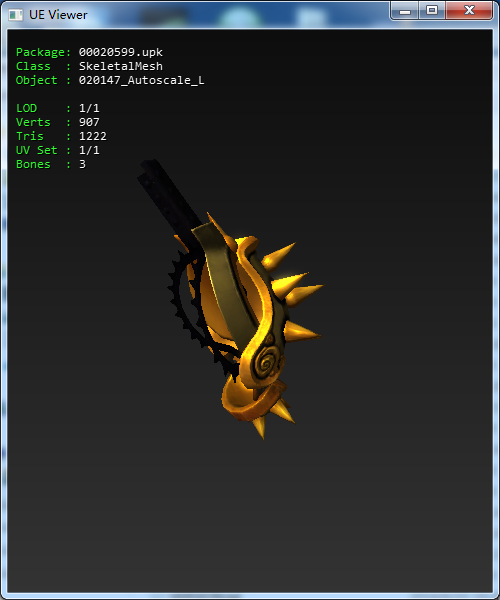 UE Viewer
Package: 00020599.upk
Class : SkeletalMesh
Object : 020147_Autoscale_L
LOD : 1/1
Verts : 907
Tris : 1222
UV Set : 1/1
Bones : 3